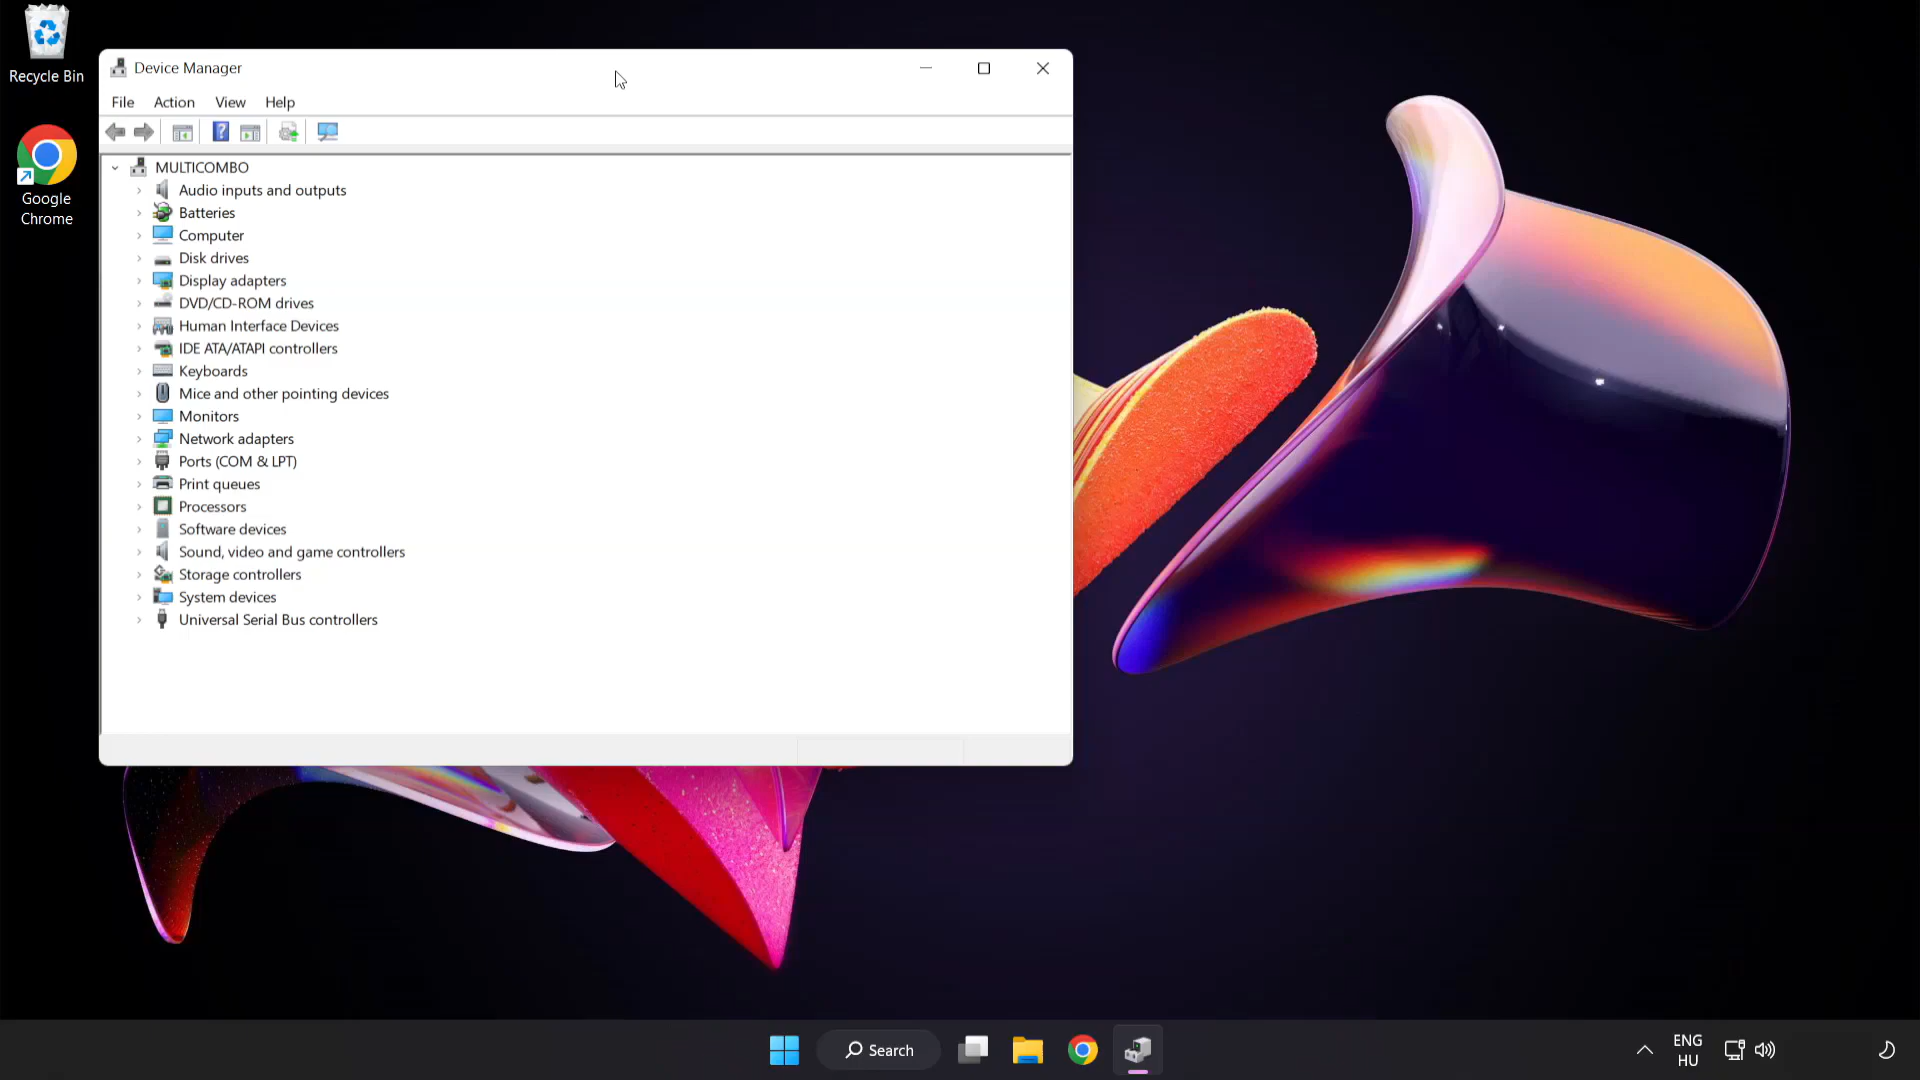 Recycle Bin
Google
Chrome
Device Manager
File Action View Help
MULTICOMBO
Audio inputs and outputs
Batteries
Computer
Disk drives
Display adapters
DVD/CD-ROM drives
Human Interface Devices
IDE ATA/ATAPI controllers
Keyboards
Mice and other pointing devices
Monitors
Network adapters
Ports (COM & LPT)
Print queues
Processors
Software devices
Sound, video and game controllers
Storage controllers
System devices
Universal Serial Bus controllers
Search
ENG
HU